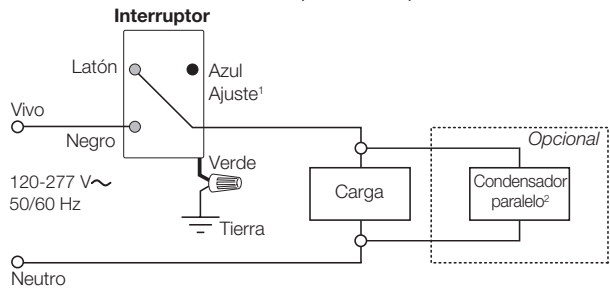 Interruptor
Latón
Azul
Ajuste¹
Vivo
Negro
Opcional
Verde
120-277 V~
50/60 Hz
Carga
Condensador
paralelo²
Tierra
Neutro